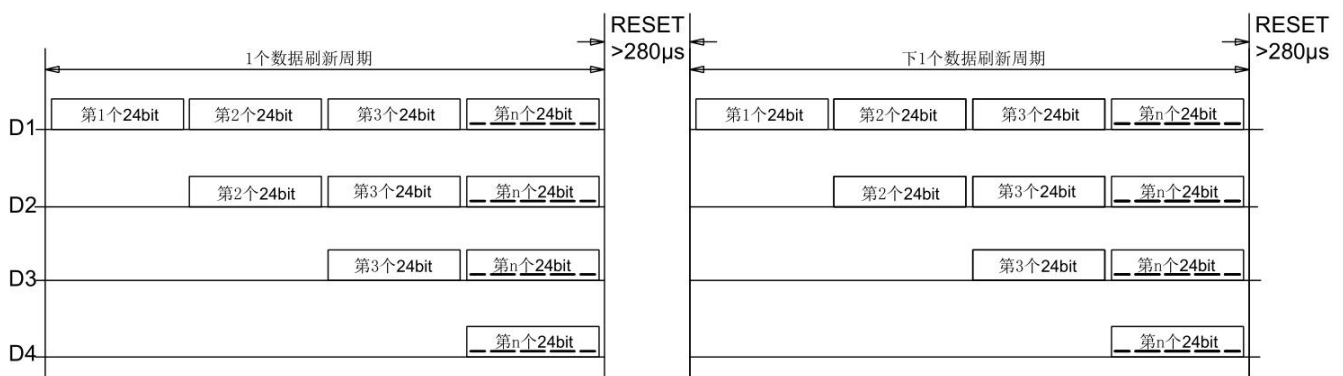 RESET
>280µs
RESET
>280µs
1个数据刷新周期
下1个数据刷新周期
D1
第1个24bit
第2个24bit
第3个24bit
第n个24bit
第1个24bit
第2个24bit
第3个24bit
第n个24bit
D2
第2个24bit
第3个24bit
第n个24bit
第2个24bit
第3个24bit
第n个24bit
D3
第3个24bit
第n个24bit
第3个24bit
第n个24bit
D4
第n个24bit
第n个24bit